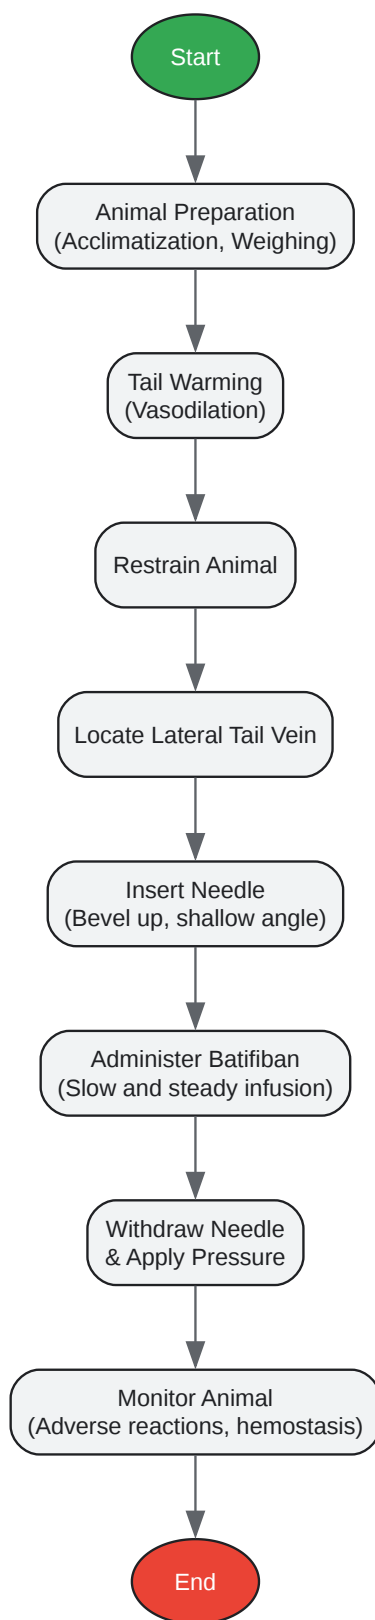 Start
Animal Preparation
(Acclimatization, Weighing)
Tail Warming
(Vasodilation)
Restrain Animal
Locate Lateral Tail Vein
Insert Needle
(Bevel up, shallow angle)
Administer Batifiban
(Slow and steady infusion)
Withdraw Needle
& Apply Pressure
Monitor Animal
(Adverse reactions, hemostasis)
End